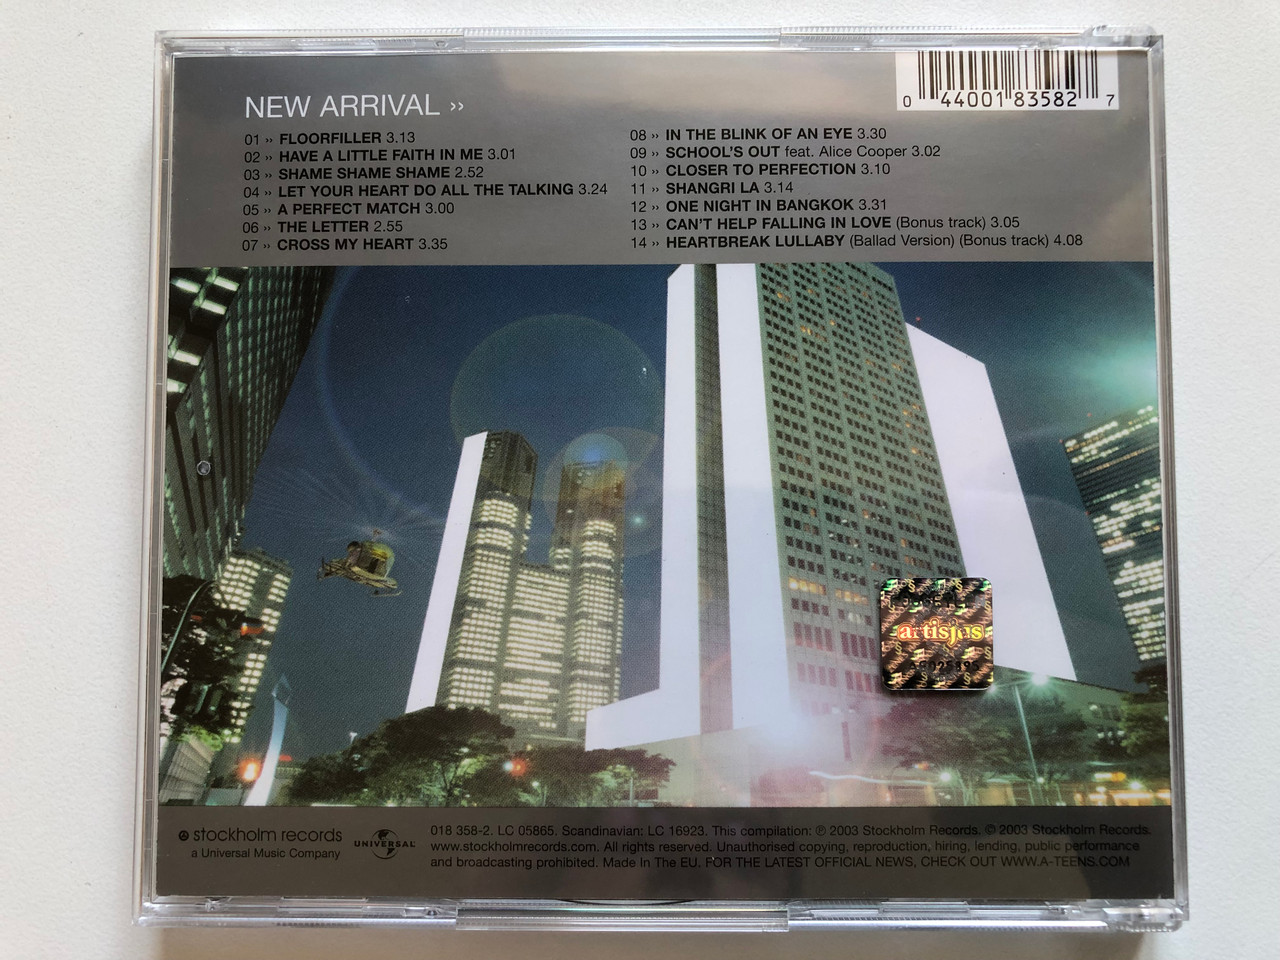 NEW ARRIVAL ››
01 ›› FLOORFILLER 3.13
02 ›› HAVE A LITTLE FAITH IN ME 3.01
03 ›› SHAME SHAME SHAME 2.52
04 ›› LET YOUR HEART DO ALL THE TALKING 3.24
05 ›› A PERFECT MATCH 3.00
06 ›› THE LETTER 2.55
07 ›› CROSS MY HEART 3.35
08 ›› IN THE BLINK OF AN EYE 3.30
09 ›› SCHOOL'S OUT feat. Alice Cooper 3.02
10 ›› CLOSER TO PERFECTION 3.10
11 ›› SHANGRI LA 3.14
12 ›› ONE NIGHT IN BANGKOK 3.31
13 ›› CAN'T HELP FALLING IN LOVE (Bonus track) 3.05
14 ›› HEARTBREAK LULLABY (Ballad Version) (Bonus track) 4.08
0 44001 83582 7
artisjus
stockholm records
a Universal Music Company
UNIVERSAL
018 358-2. LC 05865. Scandinavian: LC 16923. This compilation: ℗ 2003 Stockholm Records. © 2003 Stockholm Records.
www.stockholmrecords.com. All rights reserved. Unauthorised copying, reproduction, hiring, lending, public performance
and broadcasting prohibited. Made In The EU. FOR THE LATEST OFFICIAL NEWS, CHECK OUT WWW.A-TEENS.COM